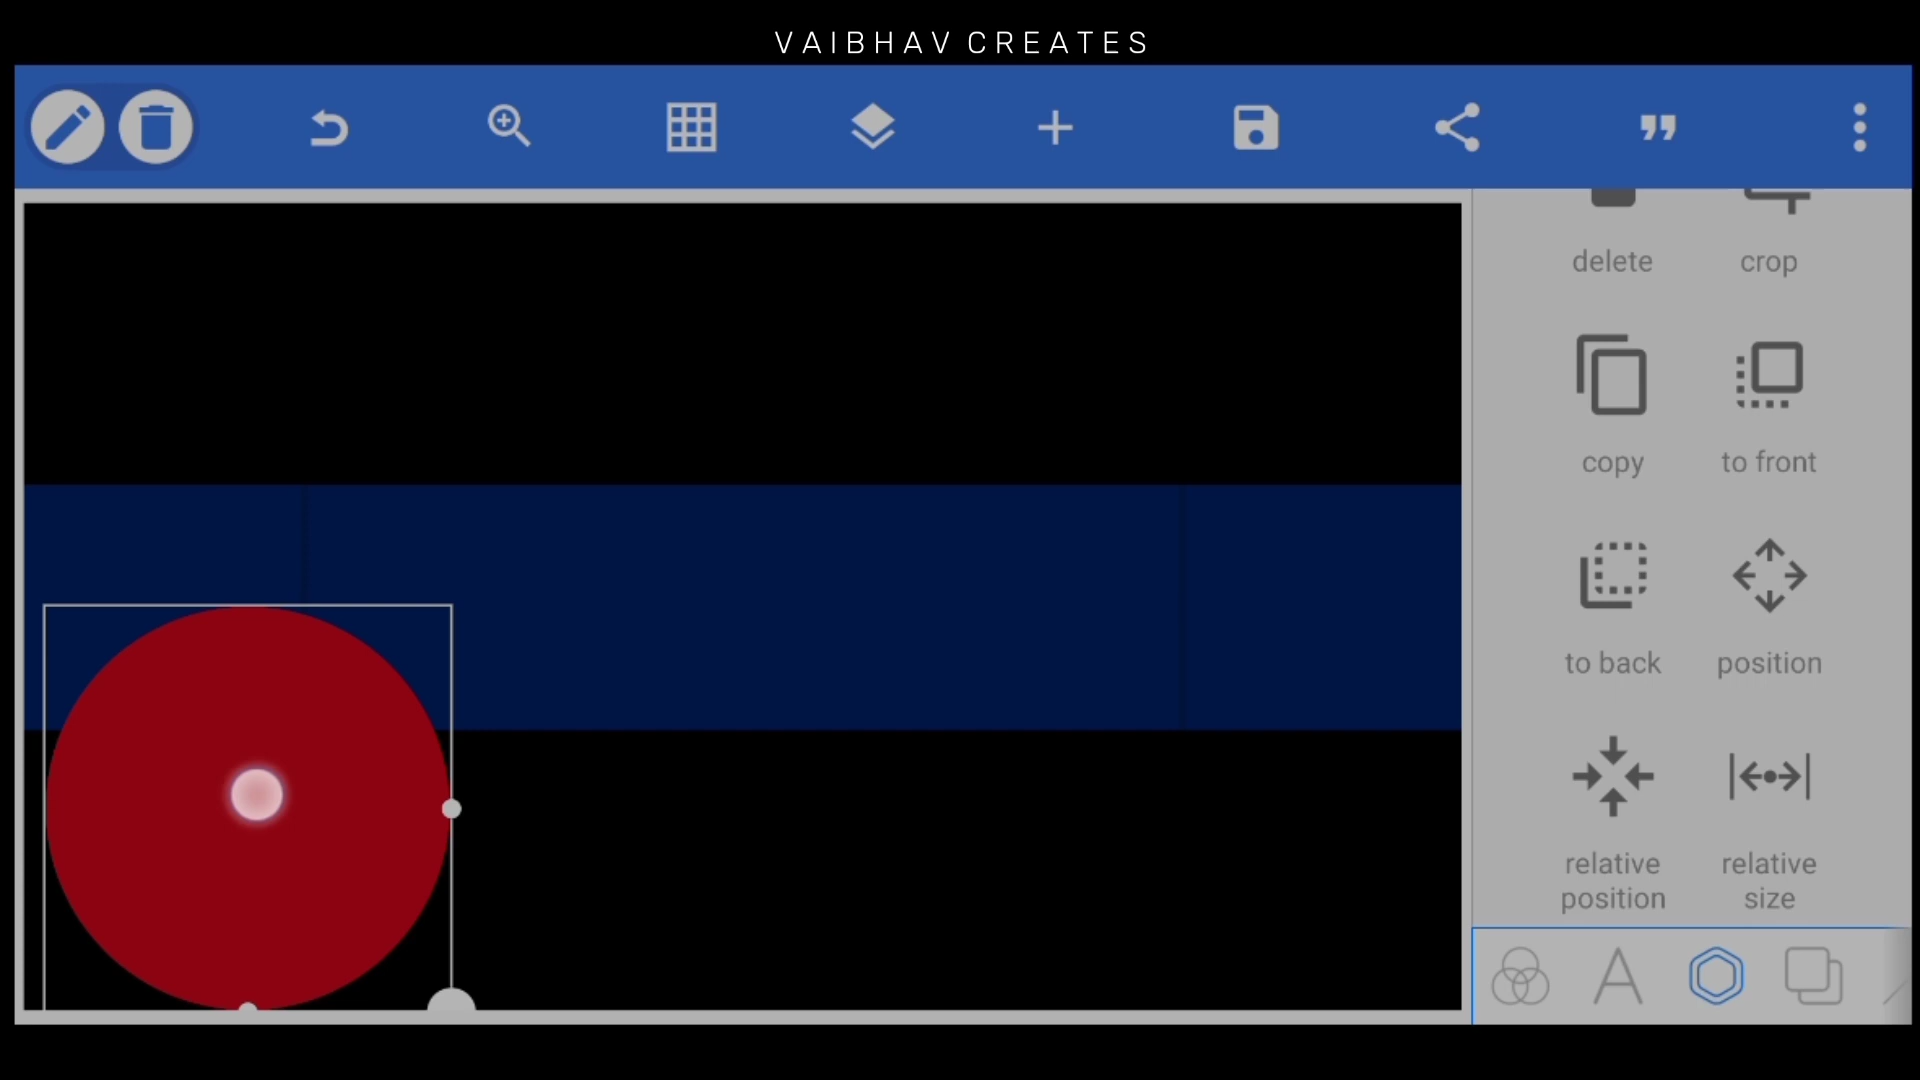 VAIBHAV CREATES
delete
crop
copy
to front
to back
position
relative
position
relative
size